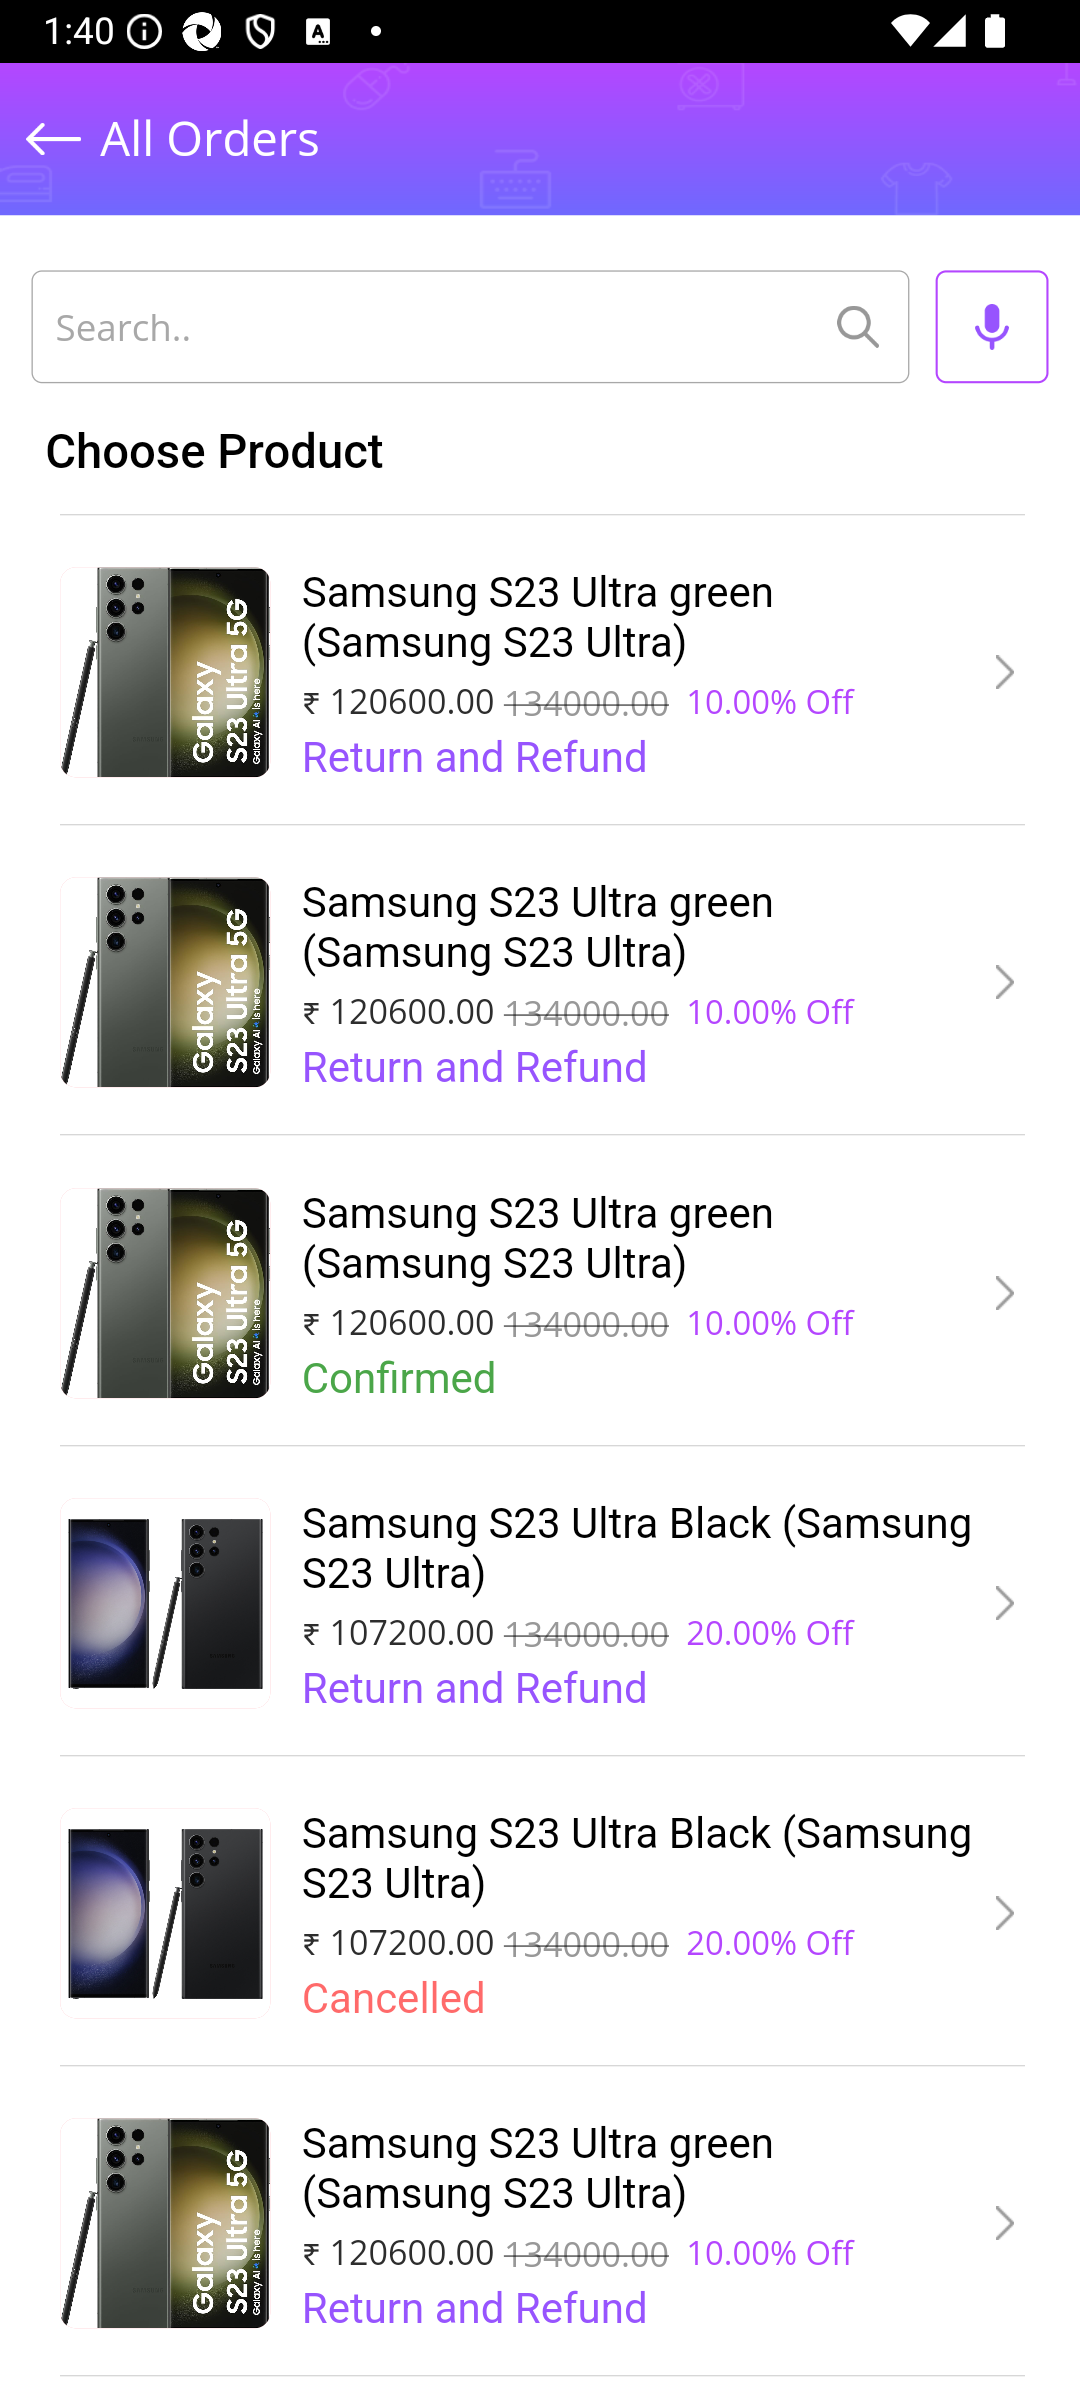 1:40
All Orders
Search..
Choose Product
Samsung S23 Ultra green
(Samsung S23 Ultra)
₹ 120600.00 134000.00 10.00% Off
Return and Refund
Galaxy
S23 Ultra 5G
Galaxy AI is here
Samsung S23 Ultra green
(Samsung S23 Ultra)
₹ 120600.00 134000.00 10.00% Off
Return and Refund
Galaxy
S23 Ultra 5G
Galaxy AI is here
Samsung S23 Ultra green
(Samsung S23 Ultra)
₹ 120600.00 134000.00 10.00% Off
Confirmed
Galaxy
S23 Ultra 5G
Galaxy AI is here
Samsung S23 Ultra Black (Samsung
S23 Ultra)
₹ 107200.00 134000.00 20.00% Off
Return and Refund
Samsung S23 Ultra Black (Samsung
S23 Ultra)
₹ 107200.00 134000.00 20.00% Off
Cancelled
Samsung S23 Ultra green
(Samsung S23 Ultra)
₹ 120600.00 134000.00 10.00% Off
Return and Refund
Galaxy
S23 Ultra 5G
Galaxy AI is here